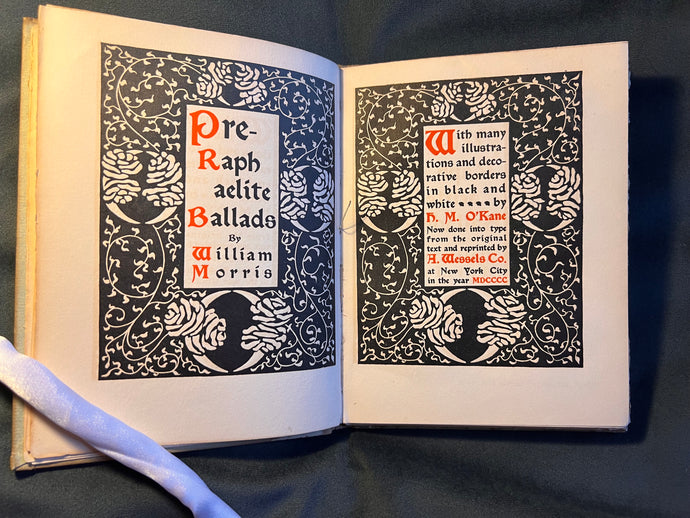 Pre-
Raph
aelite
Ballads
By
William
Morris
With many
illustra-
tions and deco-
rative borders
in black and
white •••• by
H. M. O'Kane
Now done into type
from the original
text and reprinted by
A. Wessels Co.
at New York City
in the year MDCCCC